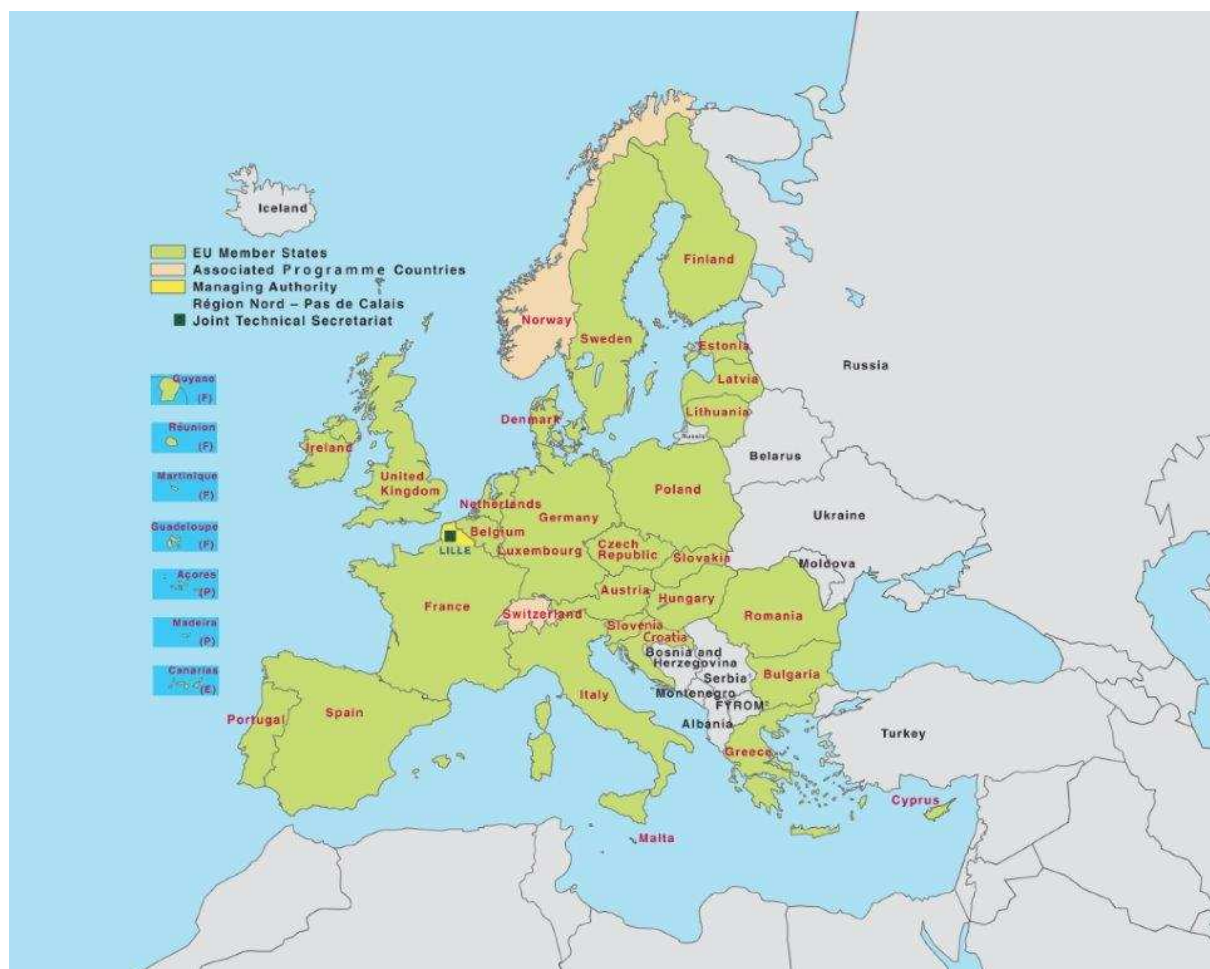 Iceland
EU Member States
Associated Programme Countries
Managing Authority
Région Nord – Pas de Calais
Joint Technical Secretariat
Guyane
(F)
Réunion
(F)
Martinique
(F)
Guadeloupe
(F)
Açores
(P)
Madeira
(P)
Canarias
(E)
Norway
Sweden
Finland
Estonia
Latvia
Lithuania
Russia
Russia
Denmark
Ireland
United
Kingdom
Netherlands
Belgium
LILLE
Luxembourg
Germany
Poland
Belarus
Ukraine
Czech
Republic
Slovakia
Moldova
France
Switzerland
Austria
Hungary
Romania
Slovenia
Croatia
Bosnia and
Herzegovina
Serbia
Montenegro
FYROM
Albania
Bulgaria
Portugal
Spain
Italy
Greece
Turkey
Cyprus
Malta